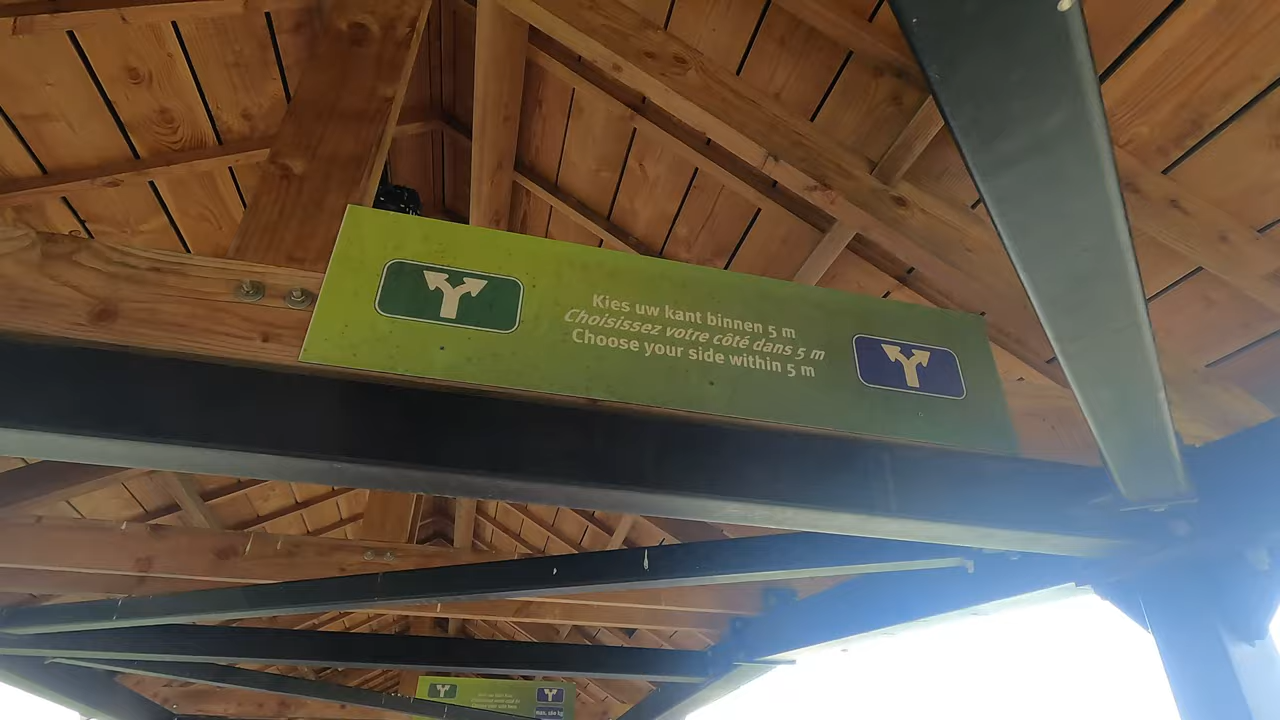 Kies uw kant binnen 5 m
Choisissez votre côté dans 5 m
Choose your side within 5 m